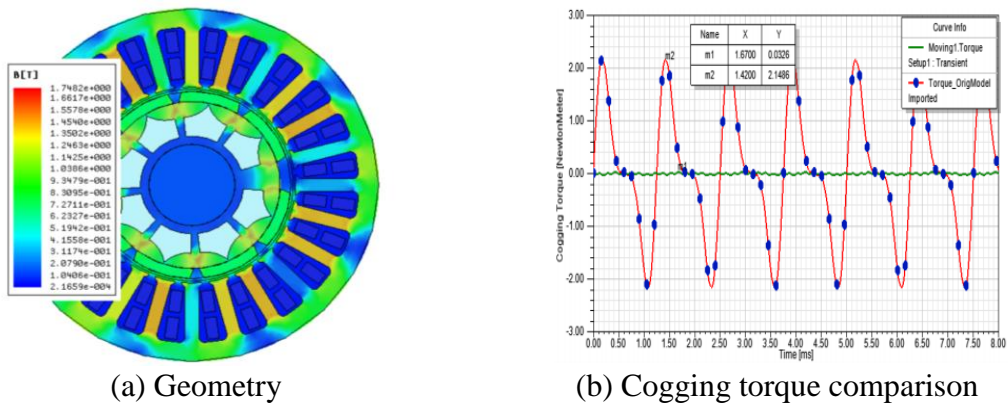 B[T]
1.7482e+000
1.6617e+000
1.5578e+000
1.4540e+000
1.3502e+000
1.2463e+000
1.1425e+000
1.0386e+000
9.3479e-001
8.3095e-001
7.2711e-001
6.2327e-001
5.1942e-001
4.1558e-001
3.1174e-001
2.0790e-001
1.0406e-001
2.1659e-004
(a) Geometry
3.00
2.00
1.00
0.00
-1.00
-2.00
-3.00
Cogging Torque [NewtonMeter]
m2
m1
Name X Y
m1 1.6700 0.0326
m2 1.4200 2.1486
Curve Info
Moving1.Torque
Setup1 : Transient
Torque_OrigModel
Imported
0.00 0.50 1.00 1.50 2.00 2.50 3.00 3.50 4.00 4.50 5.00 5.50 6.00 6.50 7.00 7.50 8.00
Time [ms]
(b) Cogging torque comparison